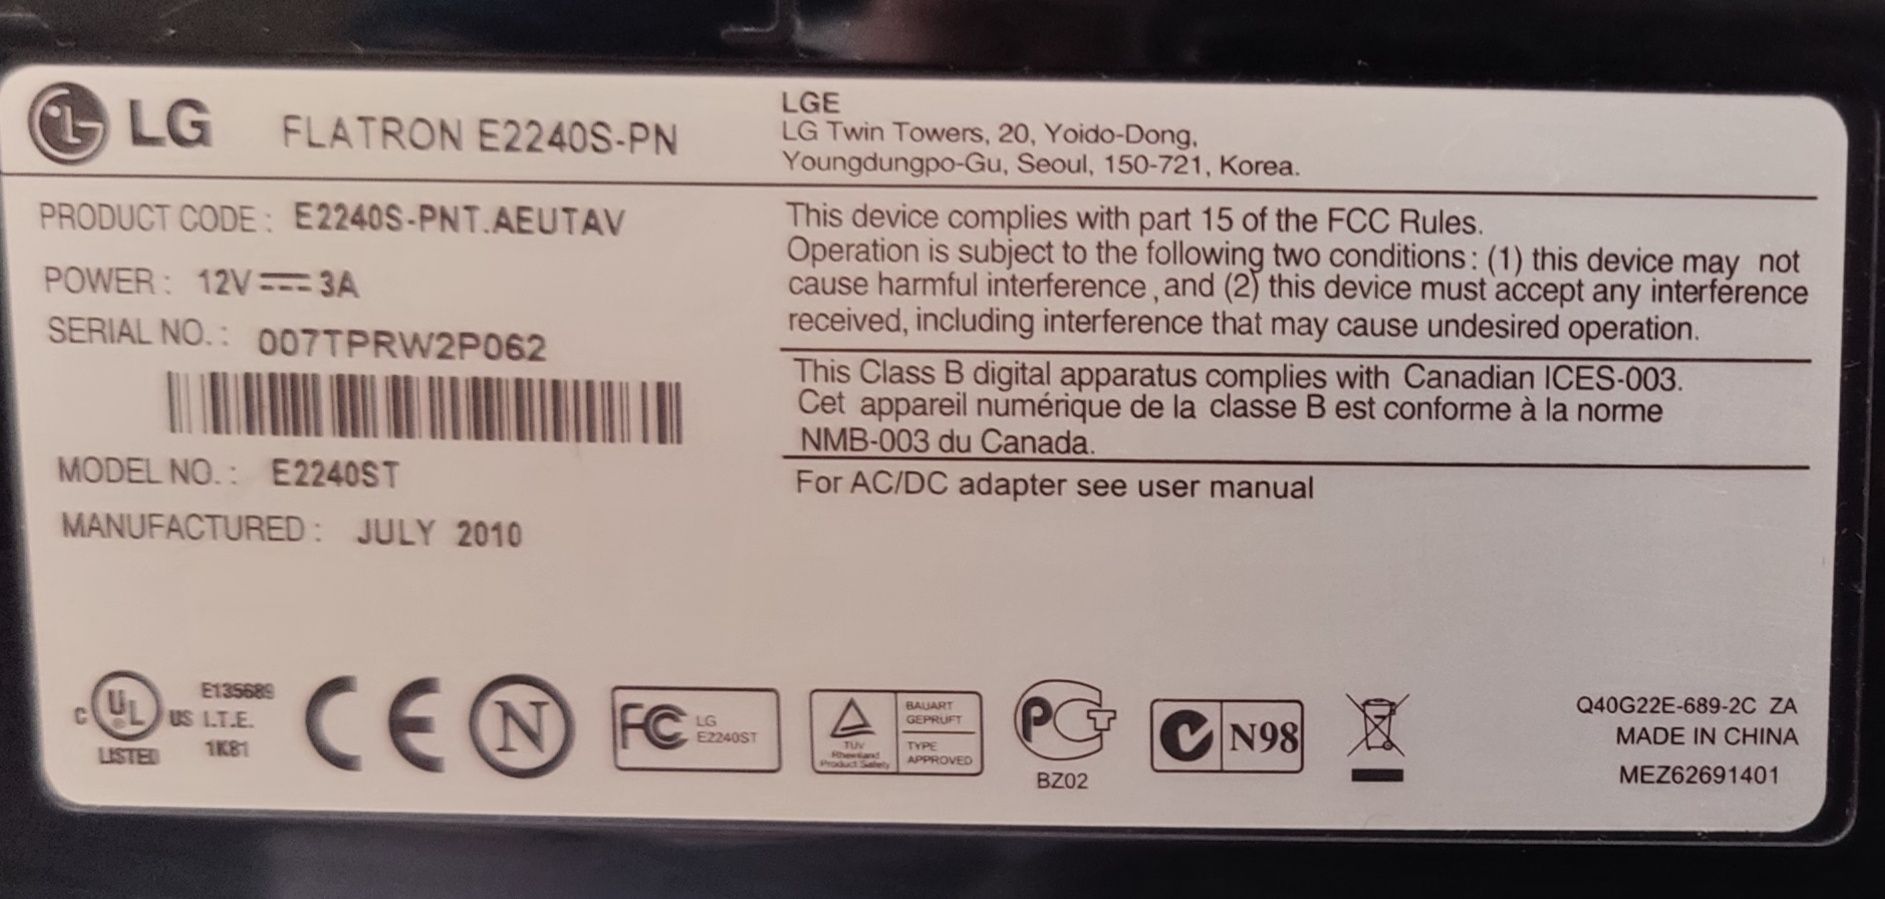 LG FLATRON E2240S-PN
LGE
LG Twin Towers, 20, Yoido-Dong,
Youngdungpo-Gu, Seoul, 150-721, Korea.
PRODUCT CODE : E2240S-PNT.AEUTAV
POWER : 12V 3A
SERIAL NO. : 007TPRW2P062
MODEL NO. : E2240ST
MANUFACTURED : JULY 2010
This device complies with part 15 of the FCC Rules.
Operation is subject to the following two conditions : (1) this device may not
cause harmful interference , and (2) this device must accept any interference
received, including interference that may cause undesired operation.
This Class B digital apparatus complies with Canadian ICES-003.
Cet appareil numérique de la classe B est conforme à la norme
NMB-003 du Canada.
For AC/DC adapter see user manual
C UL US
LISTED
E135689
I.T.E.
1K81
CE
N
FC
LG
E2240ST
TUV
Rheinland
Product Safety
BAUART
GEPRÜFT
TYPE
APPROVED
PCT
BZ02
N98
Q40G22E-689-2C ZA
MADE IN CHINA
MEZ62691401